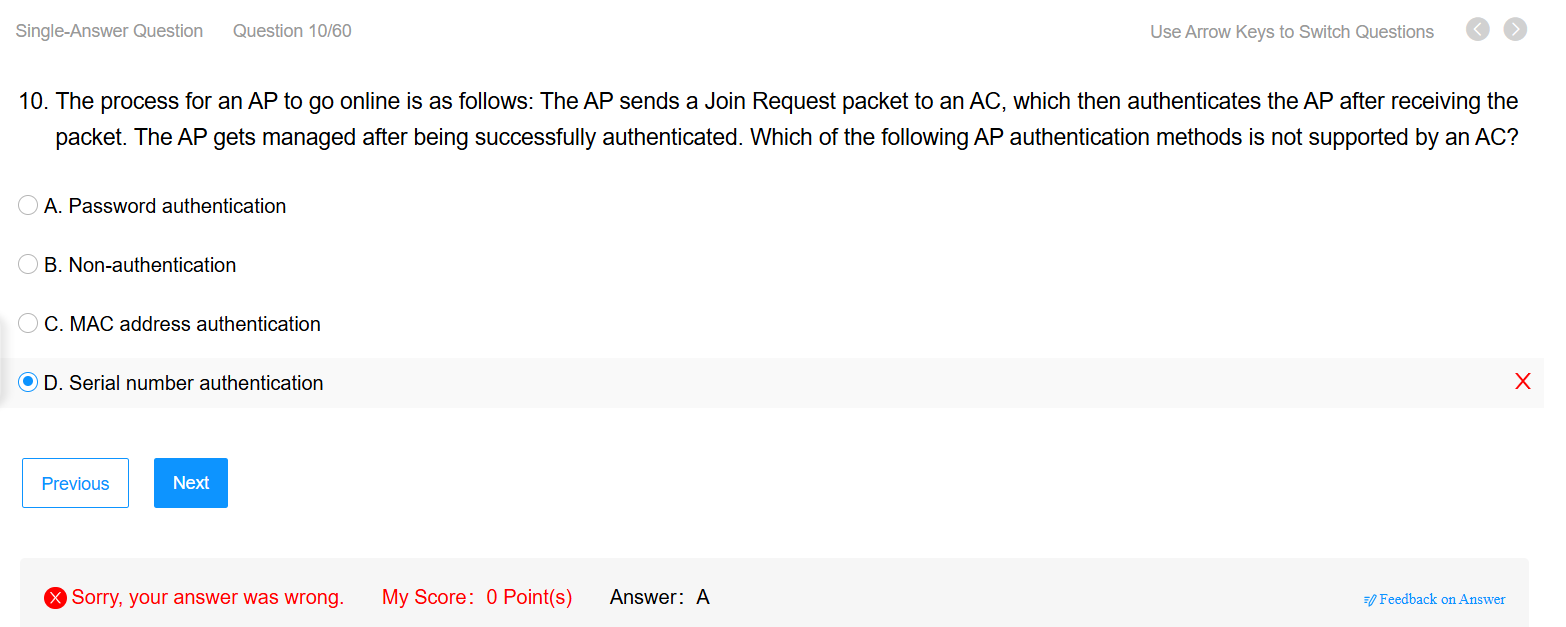 Single-Answer Question Question 10/60 Use Arrow Keys to Switch Questions
10. The process for an AP to go online is as follows: The AP sends a Join Request packet to an AC, which then authenticates the AP after receiving the
packet. The AP gets managed after being successfully authenticated. Which of the following AP authentication methods is not supported by an AC?
A. Password authentication
B. Non-authentication
C. MAC address authentication
D. Serial number authentication
Previous Next
Sorry, your answer was wrong. My Score: 0 Point(s) Answer: A Feedback on Answer